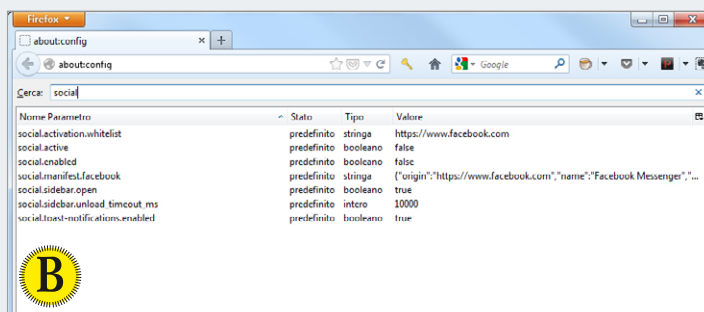 Firefox
about:config
about:config
Google
Cerca: social
Nome Parametro Stato Tipo Valore
social.activation.whitelist predefinito stringa https://www.facebook.com
social.active predefinito booleano false
social.enabled predefinito booleano false
social.manifest.facebook predefinito stringa {"origin":"https://www.facebook.com","name":"Facebook Messenger","...
social.sidebar.open predefinito booleano true
social.sidebar.unload_timeout_ms predefinito intero 10000
social.toast-notifications.enabled predefinito booleano true
B